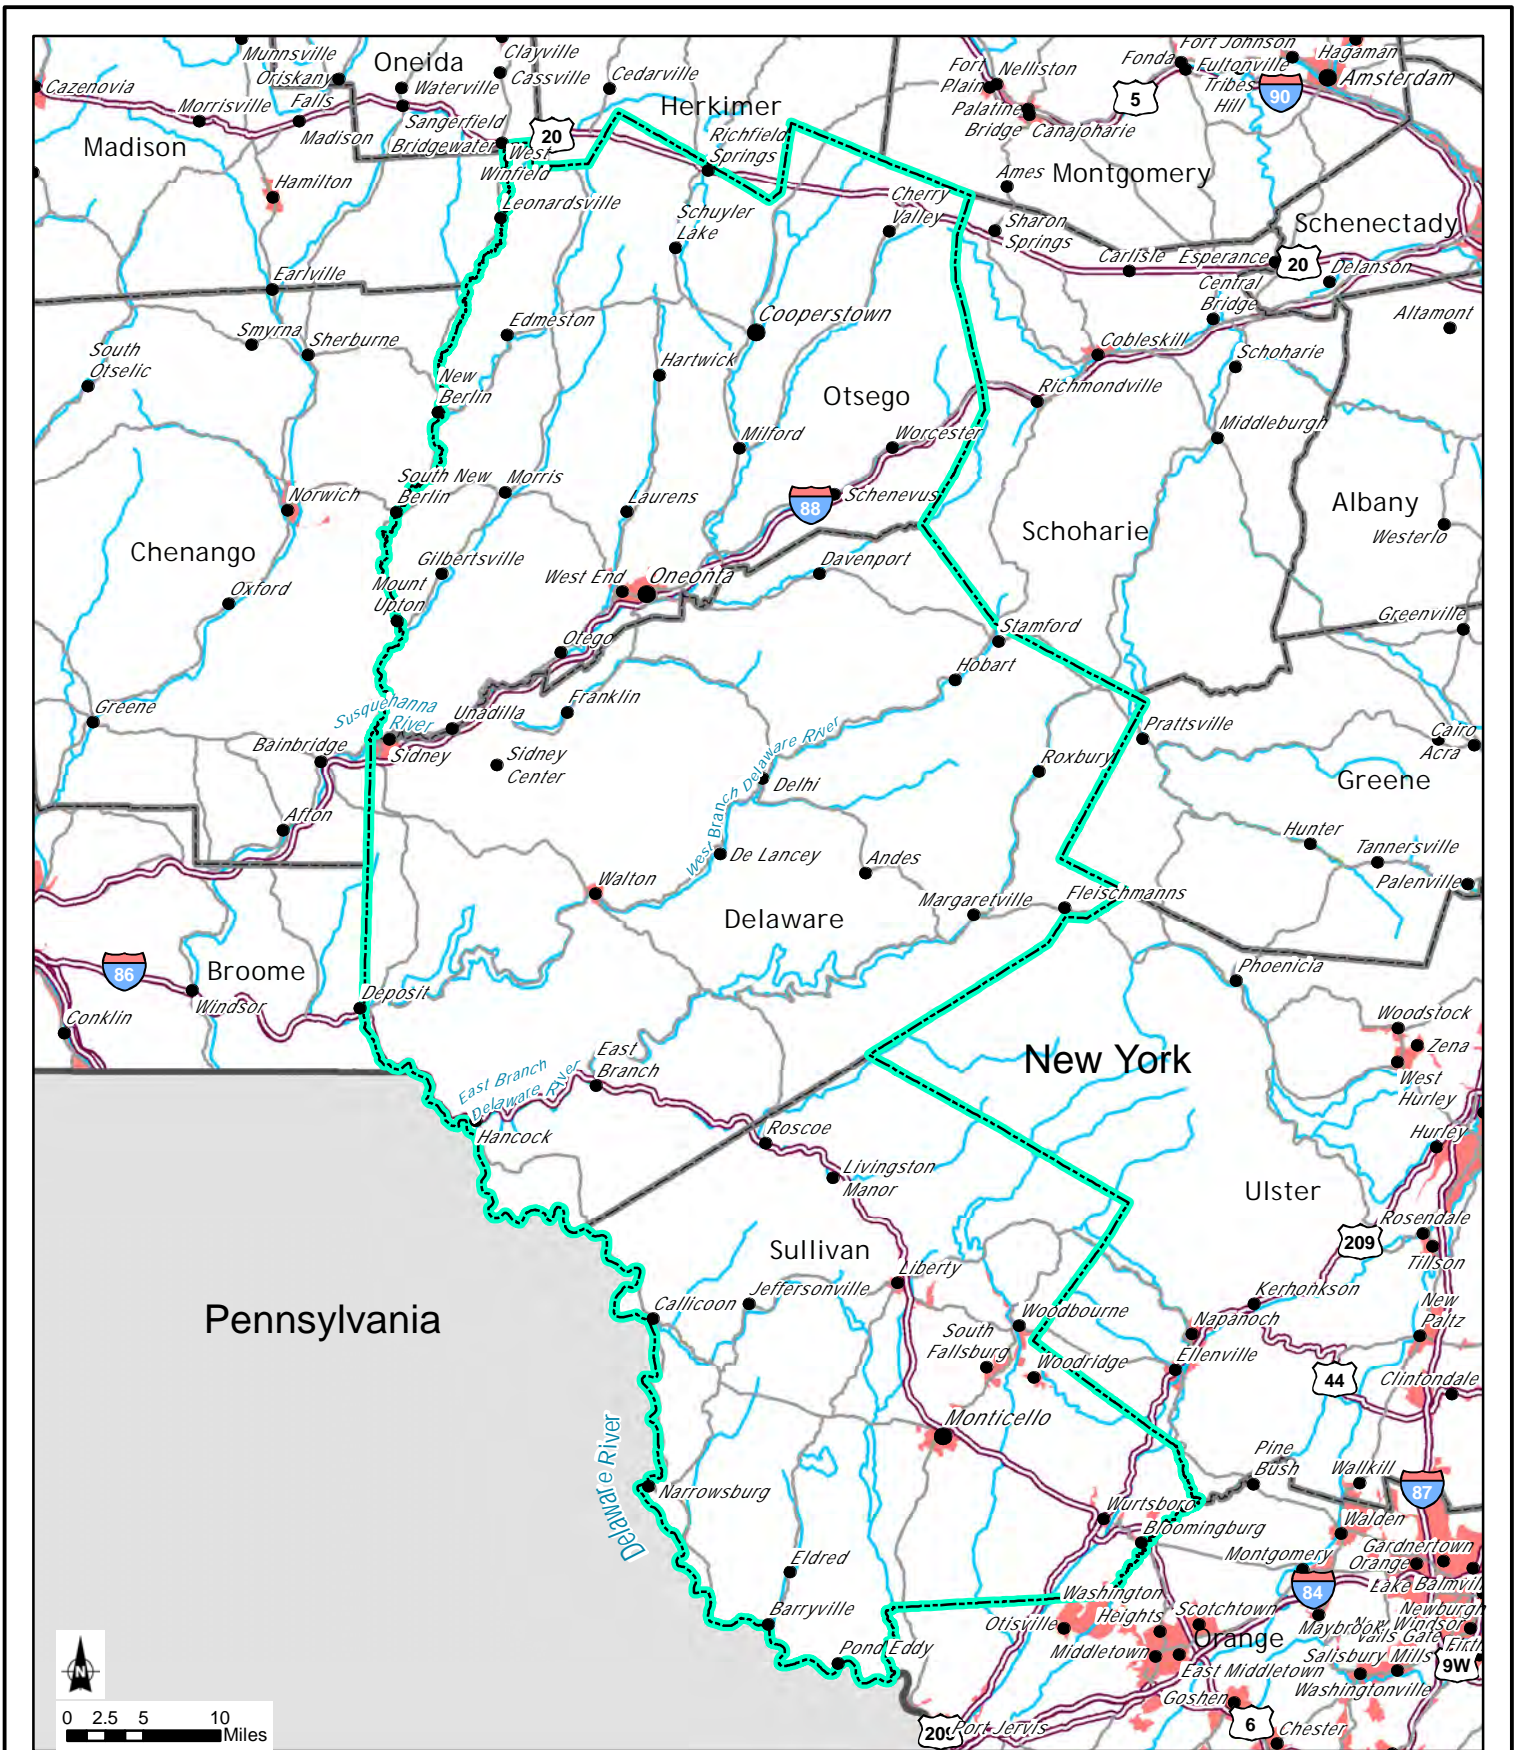 Munnsville
Oneida
Clayville
Cassville
Cedarville
Fort Johnson
Hagaman
Fonda
Fultonville
Fort
Plain
Nelliston
Cazenovia
Oriskany
Falls
Waterville
Morrisville
Madison
Sangerfield
Bridgewater
Herkimer
Palatine
Bridge
Canajoharie
5
Tribes
Hill
90
Amsterdam
Madison
20
West
Winfield
Richfield
Springs
Hamilton
Ames
Montgomery
Leonardsville
Schuyler
Lake
Cherry
Valley
Sharon
Springs
Schenectady
Carlisle
Esperance
20
Delanson
Earlville
Central
Bridge
Altamont
Smyrna
Sherburne
Edmeston
Cooperstown
South
Otselic
Hartwick
Cobleskill
Schoharie
New
Berlin
Otsego
Richmondville
Milford
Worcester
Middleburgh
South New
Berlin
Morris
Norwich
Laurens
88
Schenevus
Albany
Westerlo
Schoharie
Chenango
Gilbertsville
West End
Oneonta
Davenport
Mount
Upton
Oxford
Greenville
Otego
Stamford
Hobart
Franklin
Greene
Susquehanna
River
Unadilla
Prattsville
Cairo
Acra
Bainbridge
Sidney
Sidney
Center
West Branch Delaware River
Roxbury
Greene
Delhi
Afton
Hunter
De Lancey
Andes
Tannersville
Palenville
Walton
Margaretville
Fleischmanns
Delaware
86
Broome
Phoenicia
Windsor
Deposit
Conklin
Woodstock
Zena
New York
West
Hurley
East
Branch
East Branch
Delaware River
Hancock
Roscoe
Hurley
Livingston
Manor
Ulster
Rosendale
209
Tillson
Sullivan
Liberty
Jeffersonville
Kerhonkson
Pennsylvania
Callicoon
Woodbourne
Napanoch
New
Paltz
South
Fallsburg
Woodridge
Ellenville
44
Clintondale
Monticello
Delaware River
Pine
Bush
Wallkill
87
Narrowsburg
Wurtsboro
Walden
Bloomingburg
Montgomery
Gardnertown
Orange
Lake
Balmvil
Eldred
84
Washington
Heights
Barryville
Otisville
Scotchtown
Maybrook
New Windsor
Newburgh
Vails Gate
Pond Eddy
Middletown
Orange
East Middletown
Salisbury Mills
9W
Washingtonville
Goshen
N
0 2.5 5 10
Miles
209
Port Jervis
6
Chester